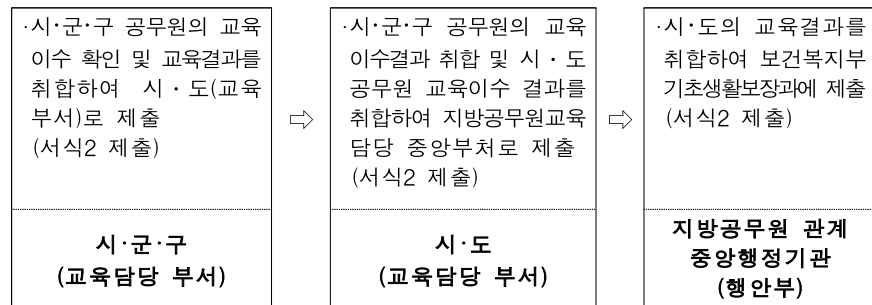 ·시·군·구 공무원의 교육
이수 확인 및 교육결과를
취합하여 시·도(교육
부서)로 제출
(서식2 제출)
시·군·구
(교육담당 부서)
⇨
·시·군·구 공무원의 교육
이수결과 취합 및 시·도
공무원 교육이수 결과를
취합하여 지방공무원교육
담당 중앙부처로 제출
(서식2 제출)
시·도
(교육담당 부서)
⇨
·시·도의 교육결과를
취합하여 보건복지부
기초생활보장과에 제출
(서식2 제출)
지방공무원 관계
중앙행정기관
(행안부)